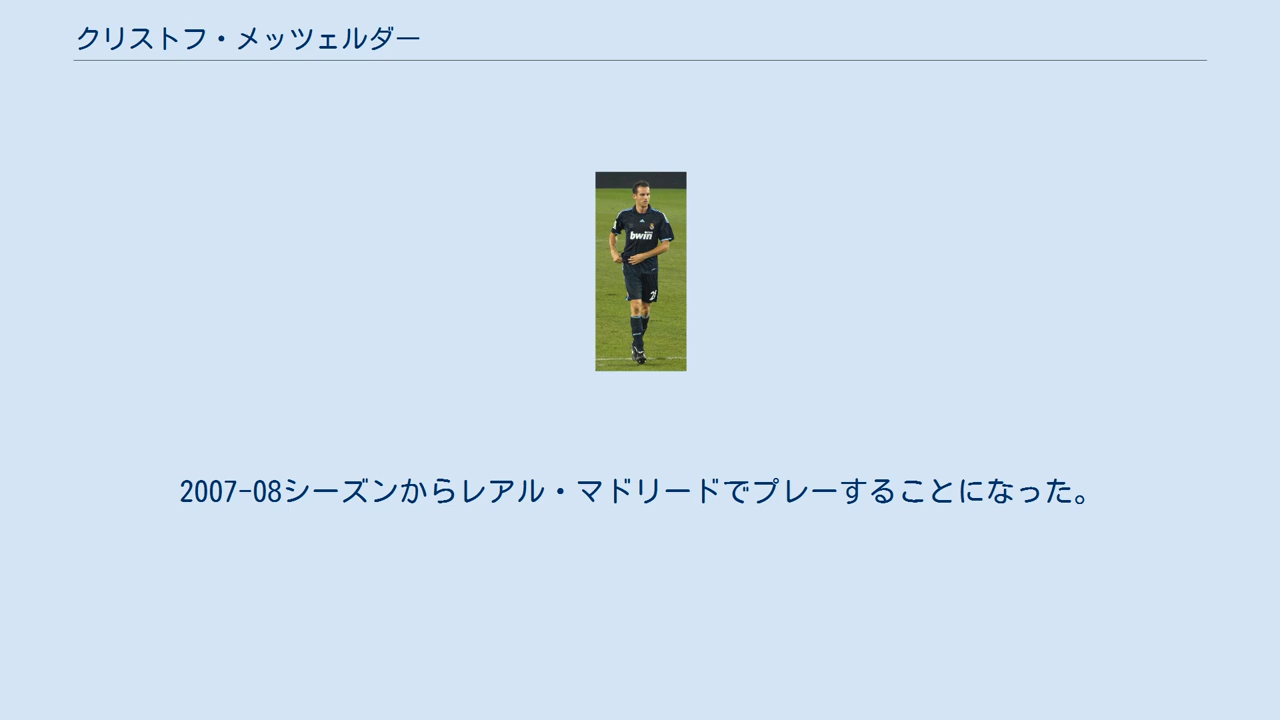 クリストフ・メッツェルダー
bwin
21
2007-08シーズンからレアル・マドリードでプレーすることになった。